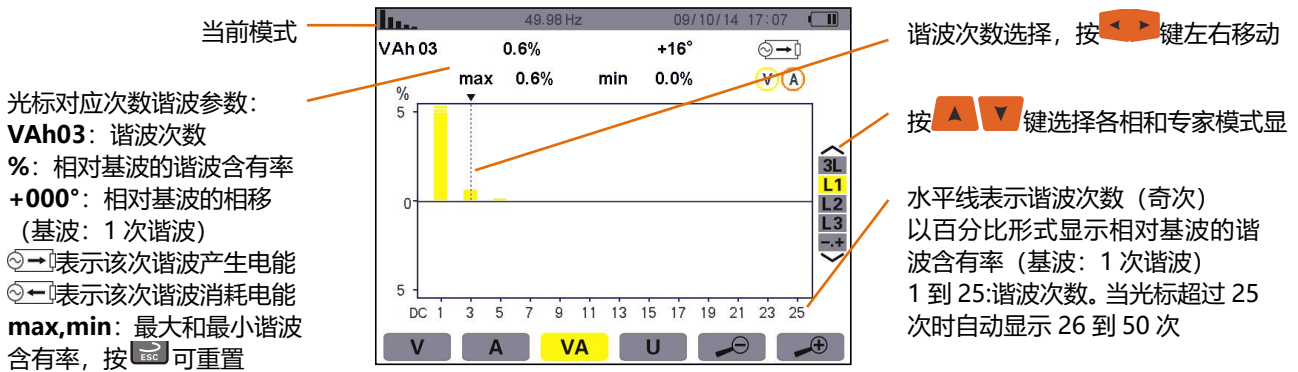 当前模式
光标对应次数谐波参数：
VAh03：谐波次数
%：相对基波的谐波含有率
+000°：相对基波的相移
（基波：1 次谐波）
表示该次谐波产生电能
表示该次谐波消耗电能
max,min：最大和最小谐波
含有率，按 ESC 可重置
49.98 Hz 09/10/14 17:07
VAh 03 0.6% +16°
max 0.6% min 0.0% V A
%
5
0
5
DC 1 3 5 7 9 11 13 15 17 19 21 23 25
3L
L1
L2
L3
-.+
V A VA U
谐波次数选择，按 键左右移动
按 键选择各相和专家模式显
水平线表示谐波次数（奇次）
以百分比形式显示相对基波的谐
波含有率（基波：1 次谐波）
1 到 25:谐波次数。当光标超过 25
次时自动显示 26 到 50 次